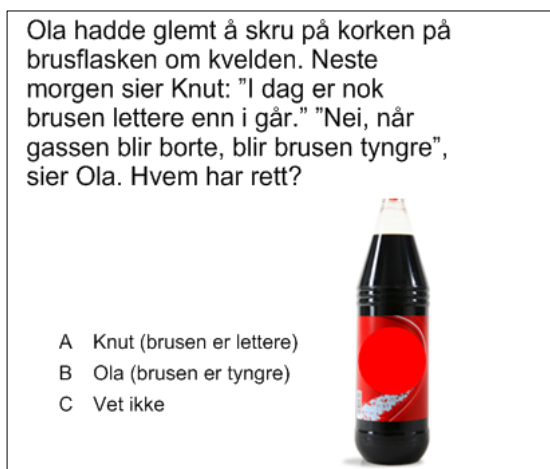 Ola hadde glemt å skru på korken på
brusflasken om kvelden. Neste
morgen sier Knut: ”I dag er nok
brusen lettere enn i går.” ”Nei, når
gassen blir borte, blir brusen tyngre”,
sier Ola. Hvem har rett?
A Knut (brusen er lettere)
B Ola (brusen er tyngre)
C Vet ikke